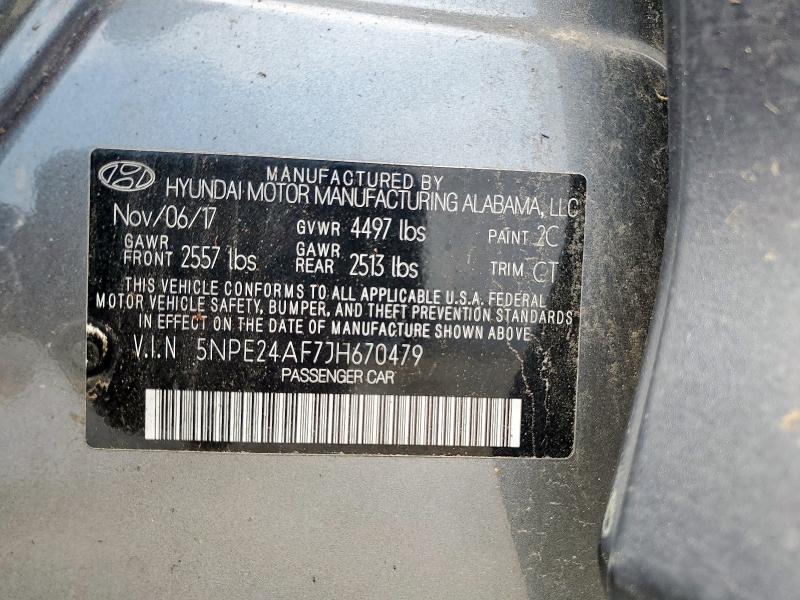 MANUFACTURED BY
HYUNDAI MOTOR MANUFACTURING ALABAMA, LLC
Nov/06/17 GVWR 4497 lbs PAINT 2C
GAWR FRONT 2557 lbs GAWR REAR 2513 lbs TRIM CT
THIS VEHICLE CONFORMS TO ALL APPLICABLE U.S.A. FEDERAL
MOTOR VEHICLE SAFETY, BUMPER, AND THEFT PREVENTION STANDARDS
IN EFFECT ON THE DATE OF MANUFACTURE SHOWN ABOVE.
V.I.N 5NPE24AF7JH670479
PASSENGER CAR